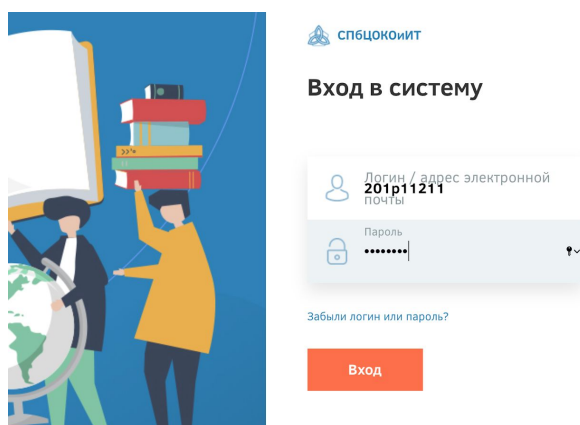 СПбЦОКОиИТ
Вход в систему
Логин / адрес электронной
201p11211
почты
Пароль
••••••••
Забыли логин или пароль?
Вход